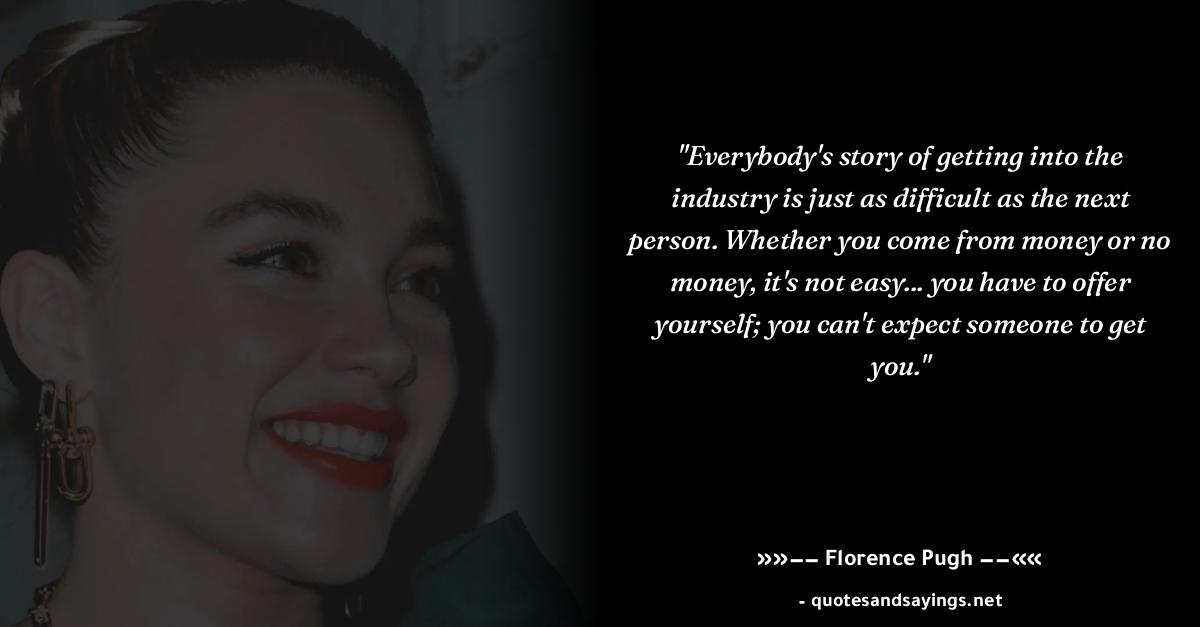 "Everybody's story of getting into the
industry is just as difficult as the next
person. Whether you come from money or no
money, it's not easy... you have to offer
yourself; you can't expect someone to get
you."
»»–– Florence Pugh ––««
- quotesandsayings.net